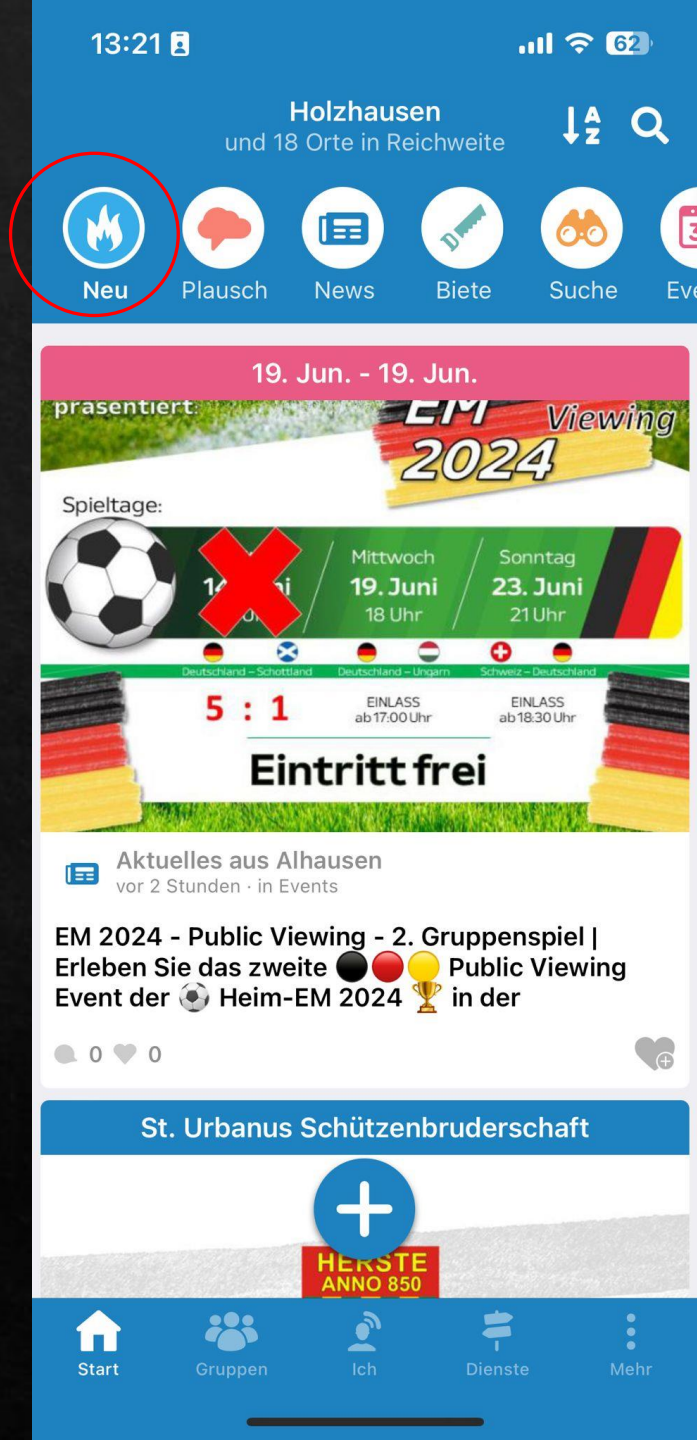 13:21
62
Holzhausen
und 18 Orte in Reichweite
A
Z
Neu Plausch News Biete Suche Eve
19. Jun. - 19. Jun.
präsentiert:
EM Viewing
2024
Spieltage:
Mittwoch Sonntag
19. Juni 23. Juni
18 Uhr 21 Uhr
Deutschland – Schottland Deutschland – Ungarn Schweiz – Deutschland
5 : 1 EINLASS EINLASS
ab 17:00 Uhr ab 18:30 Uhr
Eintritt frei
Aktuelles aus Alhausen
vor 2 Stunden · in Events
EM 2024 - Public Viewing - 2. Gruppenspiel |
Erleben Sie das zweite ⚫🔴🟡 Public Viewing
Event der ⚽ Heim-EM 2024 🏆 in der
0 0
St. Urbanus Schützenbruderschaft
HERSTE
ANNO 850
Start Gruppen Ich Dienste Mehr